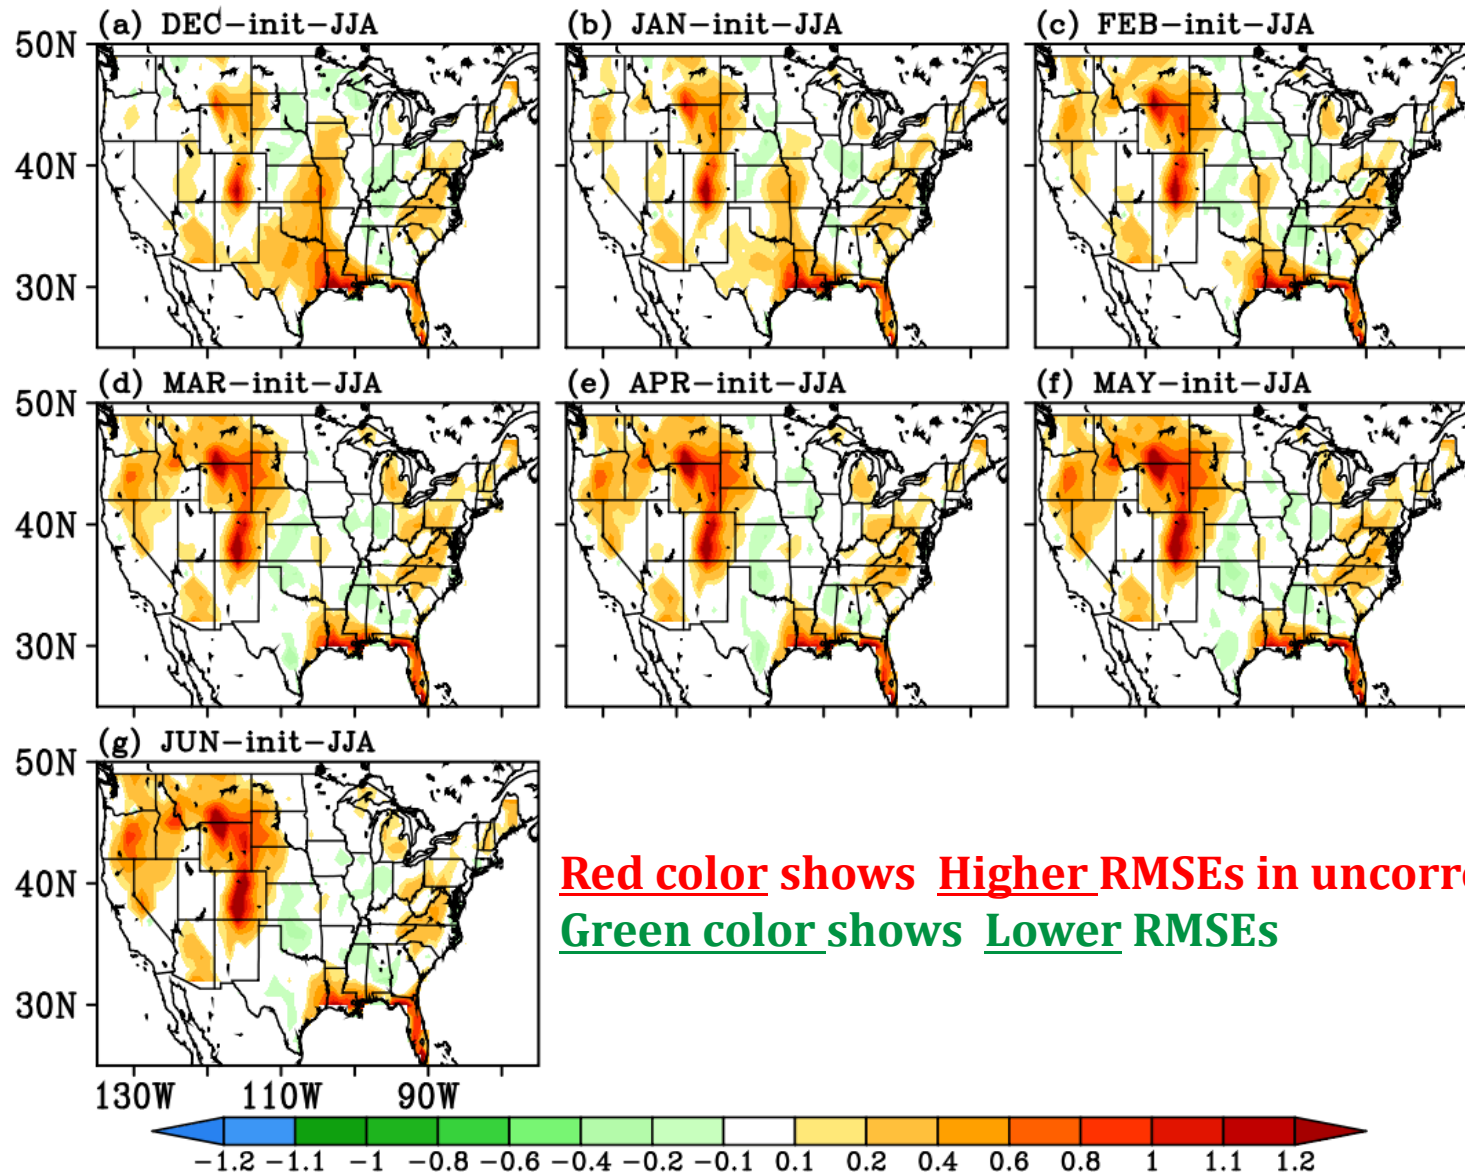 (a) DEC-init-JJA
(b) JAN-init-JJA
(c) FEB-init-JJA
50N
40N
30N
(d) MAR-init-JJA
(e) APR-init-JJA
(f) MAY-init-JJA
50N
40N
30N
(g) JUN-init-JJA
50N
40N
30N
130W 110W 90W
Red color shows Higher RMSEs in uncorre
Green color shows Lower RMSEs
-1.2 -1.1 -1 -0.8 -0.6 -0.4 -0.2 -0.1 0.1 0.2 0.4 0.6 0.8 1 1.1 1.2